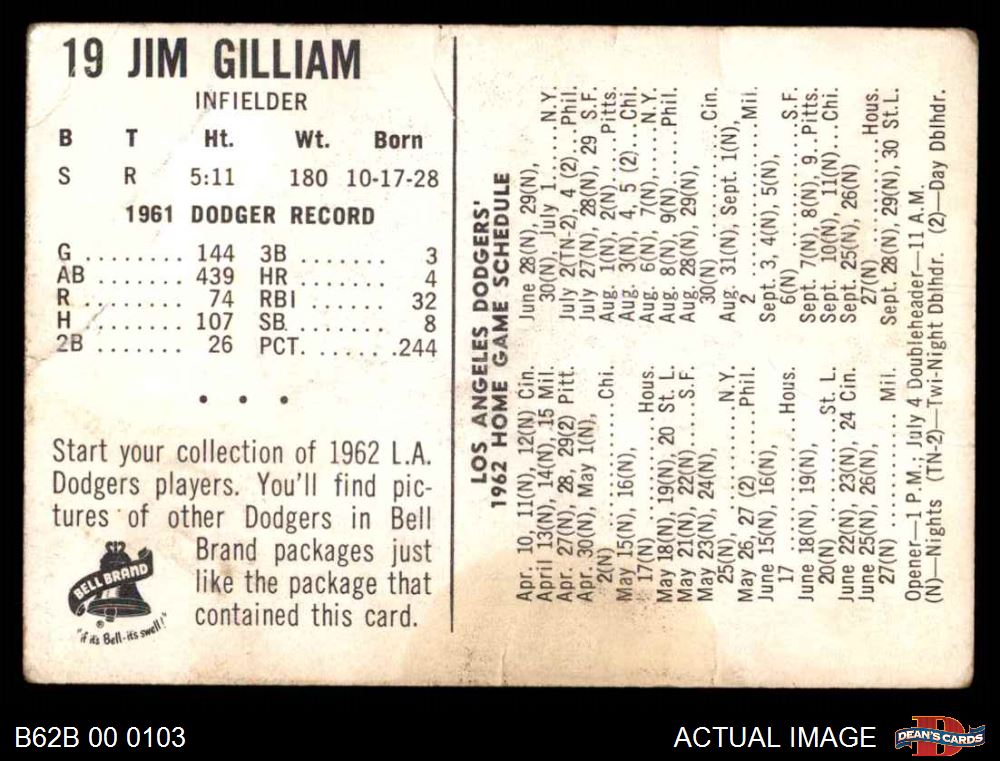 19 JIM GILLIAM
INFIELDER
B T Ht. Wt. Born
S R 5:11 180 10-17-28
1961 DODGER RECORD
G ......... 144 3B ........ 3
AB ........ 439 HR ........ 4
R ......... 74 RBI ....... 32
H ......... 107 SB. ....... 8
2B ........ 26 PCT. ...... .244
• • •
Start your collection of 1962 L.A.
Dodgers players. You'll find pic-
tures of other Dodgers in Bell
Brand packages just
like the package that
contained this card.
BELL BRAND
"if it's Bell-it's swell!"
LOS ANGELES DODGERS'
1962 HOME GAME SCHEDULE
Apr. 10, 11(N), 12(N) Cin.
April 13(N), 14(N), 15 Mil.
Apr. 27(N), 28, 29(2) Pitt.
Apr. 30(N), May 1(N),
2(N) ........ Chi.
May 15(N), 16(N),
17(N) ........ Hous.
May 18(N), 19(N), 20 St. L.
May 21(N), 22(N) ..... S.F.
May 23(N), 24(N),
25(N) ........ N.Y.
May 26, 27 (2) ...... Phil.
June 15(N), 16(N),
17 ........ Hous.
June 18(N), 19(N),
20(N) ........ St. L.
June 22(N), 23(N), 24 Cin.
June 25(N), 26(N),
27(N) ........ Mil.
June 28(N), 29(N),
30(N), July 1 ..... N.Y.
July 2(TN-2), 4 (2) ... Phil.
July 27(N), 28(N), 29 S.F.
Aug. 1(N), 2(N) ..... Pitts.
Aug. 3(N), 4, 5 (2) ... Chi.
Aug. 6(N), 7(N) ...... N.Y.
Aug. 8(N), 9(N) ...... Phil.
Aug. 28(N), 29(N),
30(N) ........ Cin.
Aug. 31(N), Sept. 1(N),
2 ........ Mil.
Sept. 3, 4(N), 5(N),
6(N) ........ S.F.
Sept. 7(N), 8(N), 9.. Pitts.
Sept. 10(N), 11(N)... Chi.
Sept. 25(N), 26(N)
27(N) ........ Hous.
Sept. 28(N), 29(N), 30 St.L.
Opener—1 P.M., July 4 Doubleheader—11 A.M.
(N)—Nights (TN-2)—Twi-Night Dblhdr. (2)—Day Dblhdr.
B62B 00 0103
ACTUAL IMAGE
DEAN'S CARDS